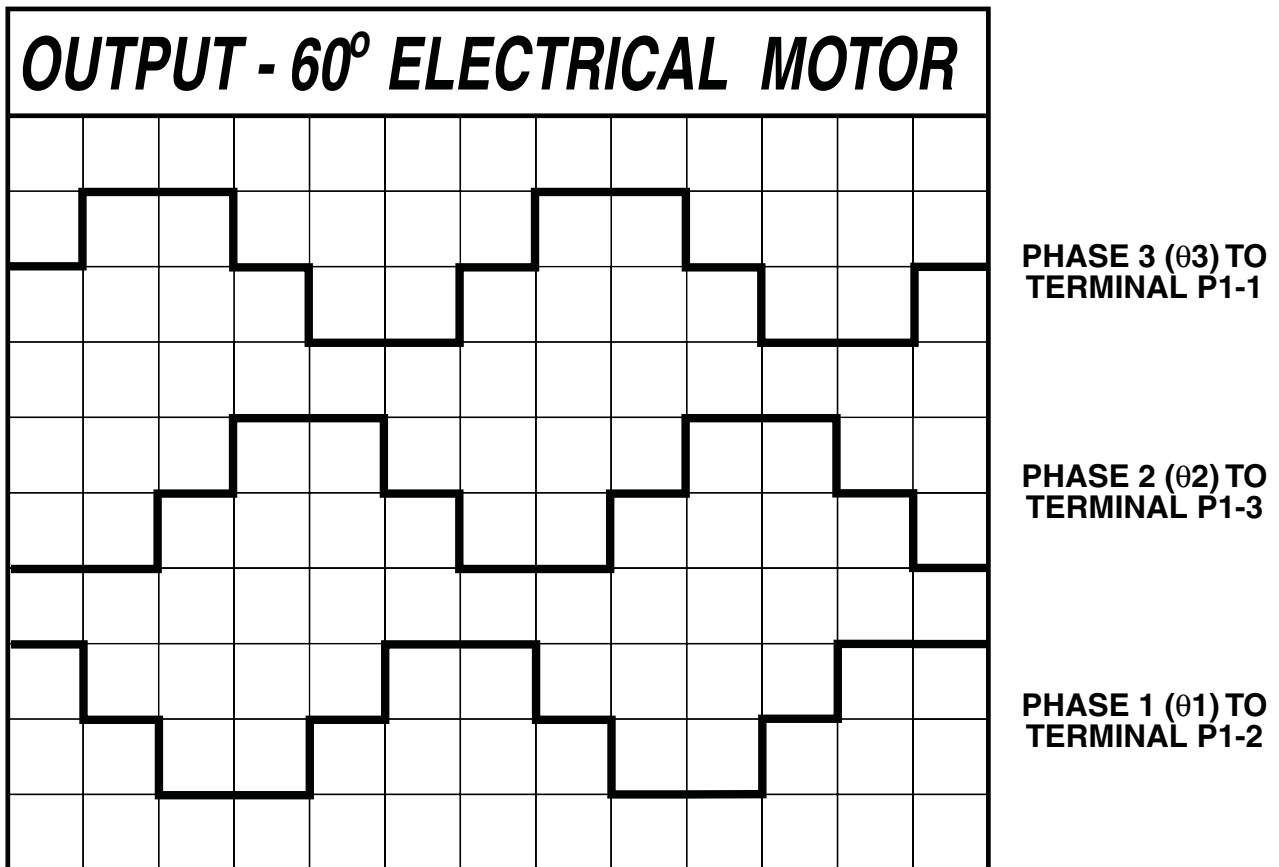 OUTPUT - 60º ELECTRICAL MOTOR
PHASE 3 (θ3) TO
TERMINAL P1-1
PHASE 2 (θ2) TO
TERMINAL P1-3
PHASE 1 (θ1) TO
TERMINAL P1-2